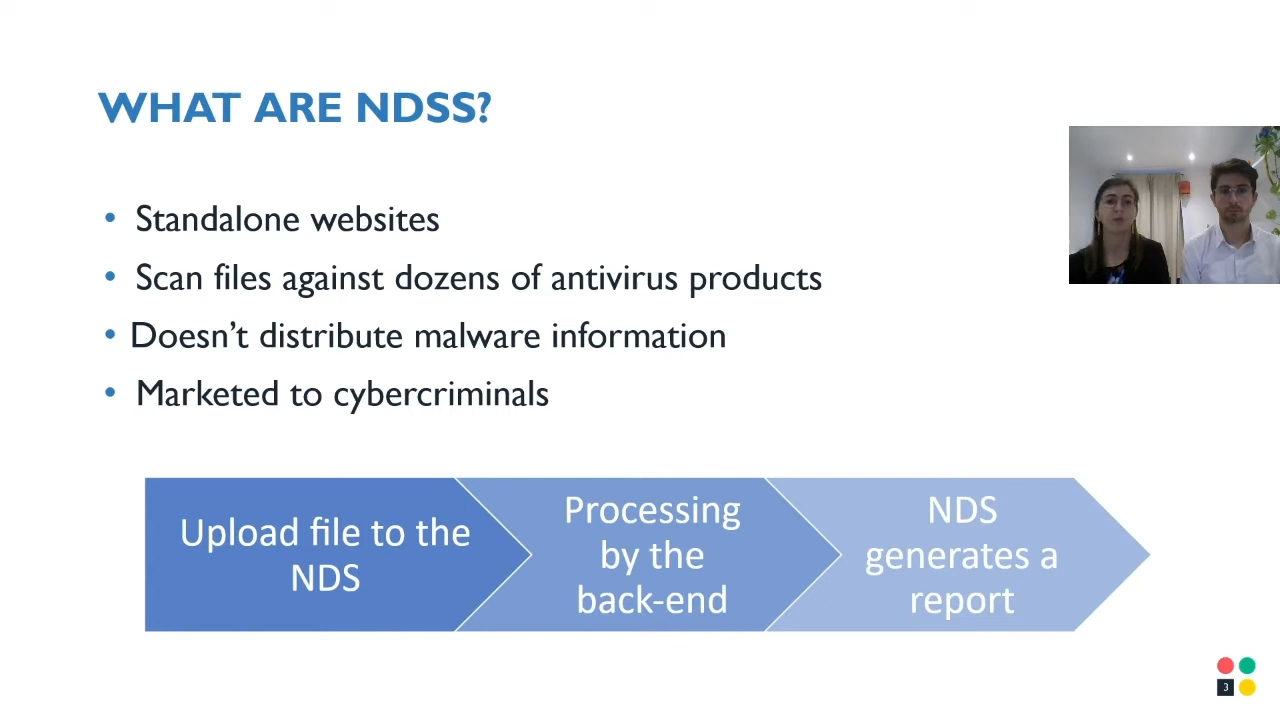 WHAT ARE NDSS?
• Standalone websites
• Scan files against dozens of antivirus products
• Doesn’t distribute malware information
• Marketed to cybercriminals
Upload file to the
NDS
Processing
by the
back-end
NDS
generates a
report
3